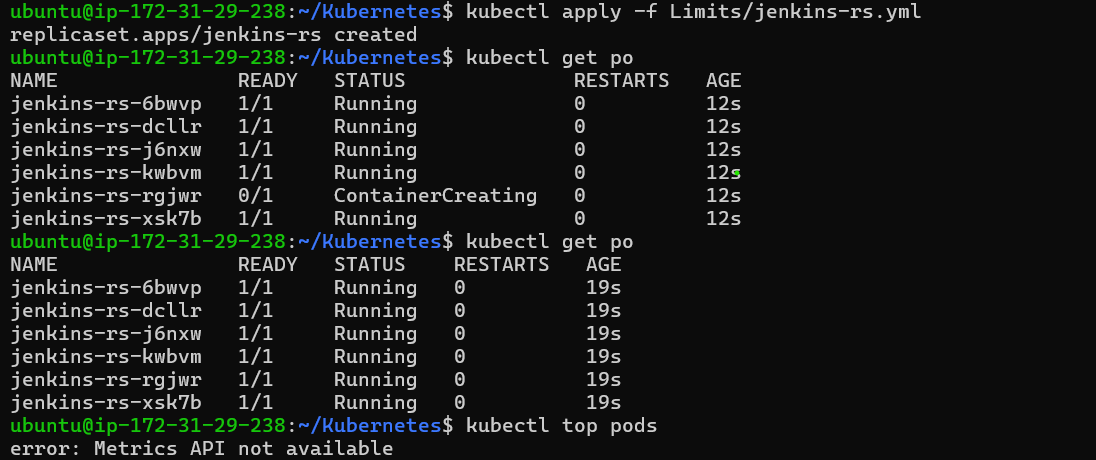 ubuntu@ip-172-31-29-238:~/Kubernetes$ kubectl apply -f Limits/jenkins-rs.yml
replicaset.apps/jenkins-rs created
ubuntu@ip-172-31-29-238:~/Kubernetes$ kubectl get po
NAME               READY   STATUS              RESTARTS   AGE
jenkins-rs-6bwvp   1/1     Running             0          12s
jenkins-rs-dcllr   1/1     Running             0          12s
jenkins-rs-j6nxw   1/1     Running             0          12s
jenkins-rs-kwbvm   1/1     Running             0          12s
jenkins-rs-rgjwr   0/1     ContainerCreating   0          12s
jenkins-rs-xsk7b   1/1     Running             0          12s
ubuntu@ip-172-31-29-238:~/Kubernetes$ kubectl get po
NAME               READY   STATUS    RESTARTS   AGE
jenkins-rs-6bwvp   1/1     Running   0          19s
jenkins-rs-dcllr   1/1     Running   0          19s
jenkins-rs-j6nxw   1/1     Running   0          19s
jenkins-rs-kwbvm   1/1     Running   0          19s
jenkins-rs-rgjwr   1/1     Running   0          19s
jenkins-rs-xsk7b   1/1     Running   0          19s
ubuntu@ip-172-31-29-238:~/Kubernetes$ kubectl top pods
error: Metrics API not available